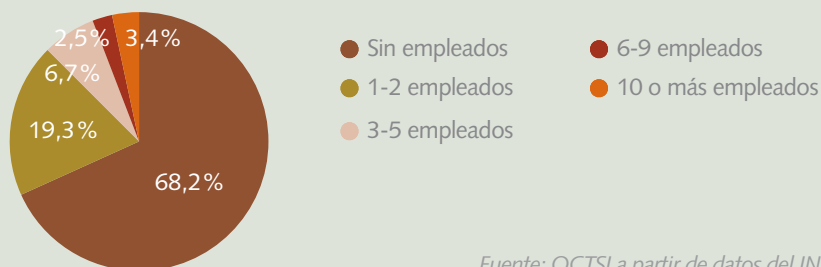 2,5% 3,4%
6,7%
19,3%
68,2%
Sin empleados
1-2 empleados
3-5 empleados
6-9 empleados
10 o más empleados
Fuente: OCTSI a partir de datos del